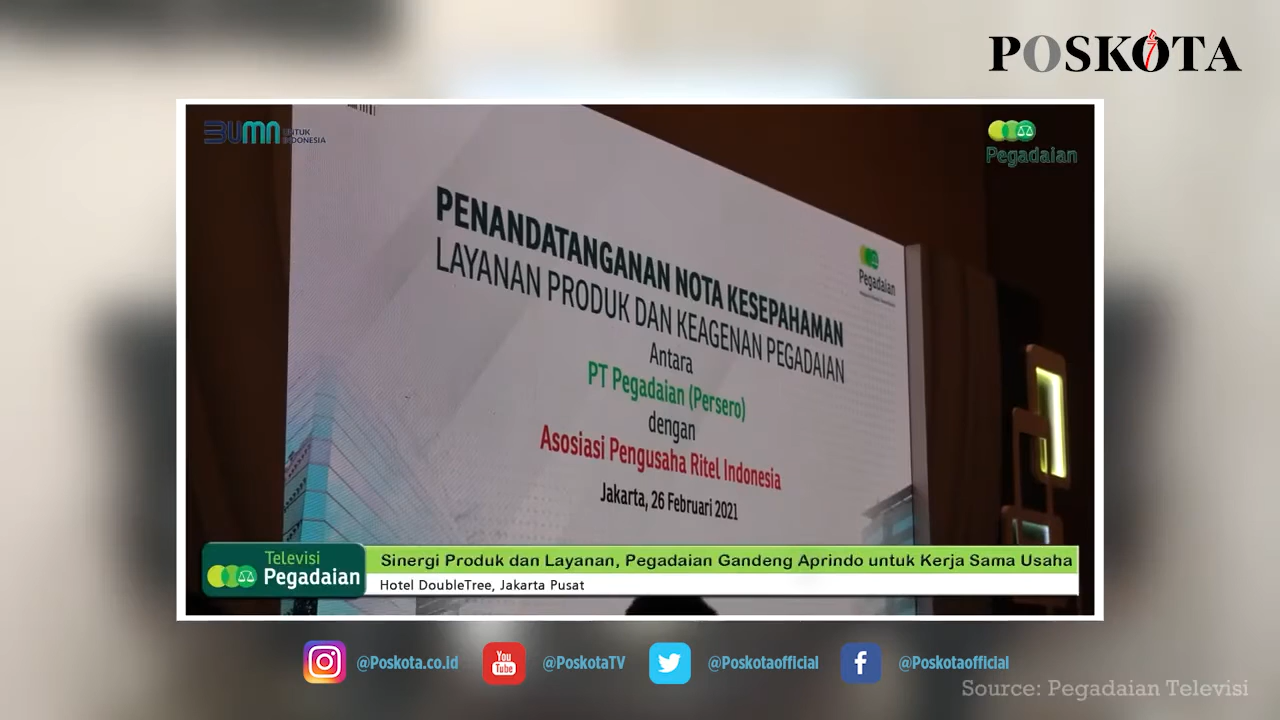 POSKOTA
BUMN
UNTUK
INDONESIA
Pegadaian
PENANDATANGANAN NOTA KESEPAHAMAN
LAYANAN PRODUK DAN KEAGENAN PEGADAIAN
Pegadaian
Antara
PT Pegadaian (Persero)
dengan
Asosiasi Pengusaha Ritel Indonesia
Jakarta, 26 Februari 2021
Televisi
Pegadaian
Sinergi Produk dan Layanan, Pegadaian Gandeng Aprindo untuk Kerja Sama Usaha
Hotel DoubleTree, Jakarta Pusat
@Poskota.co.id
You
Tube
@PoskotaTV
@Poskotaofficial
@Poskotaofficial
Source: Pegadaian Televisi